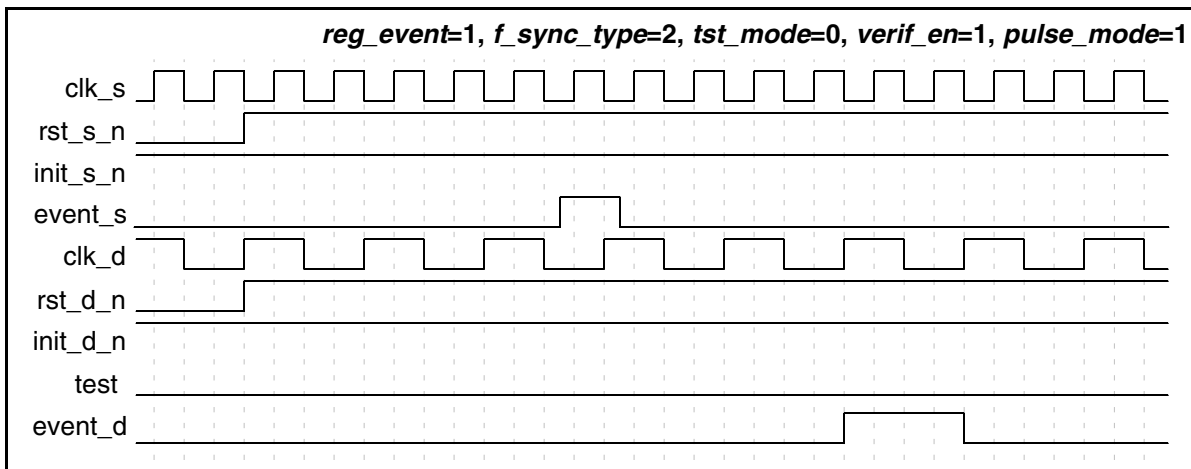 reg_event=1, f_sync_type=2, tst_mode=0, verif_en=1, pulse_mode=1
clk_s
rst_s_n
init_s_n
event_s
clk_d
rst_d_n
init_d_n
test
event_d